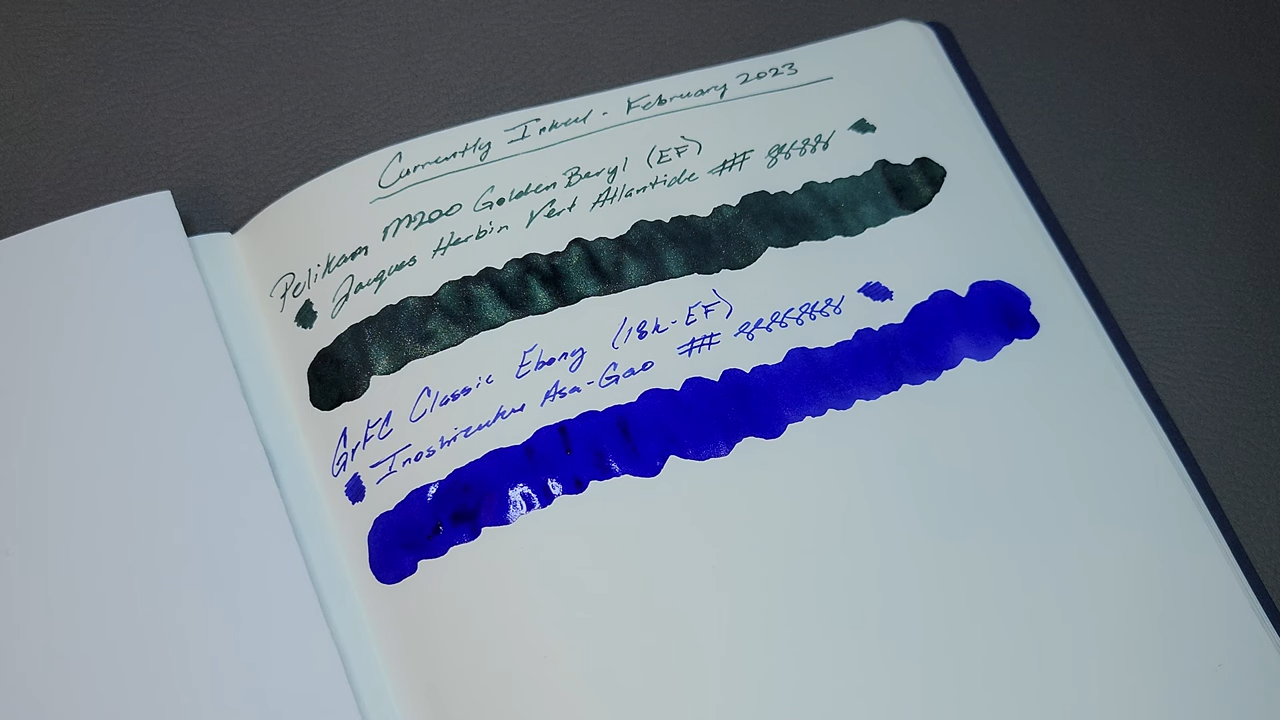 Currently Inked - February 2023
Pelikan M200 Golden Beryl (EF)
Jacques Herbin Vert Atlantide
GvFC Classic Ebony (18k-EF)
Iroshizuku Asa-Gao